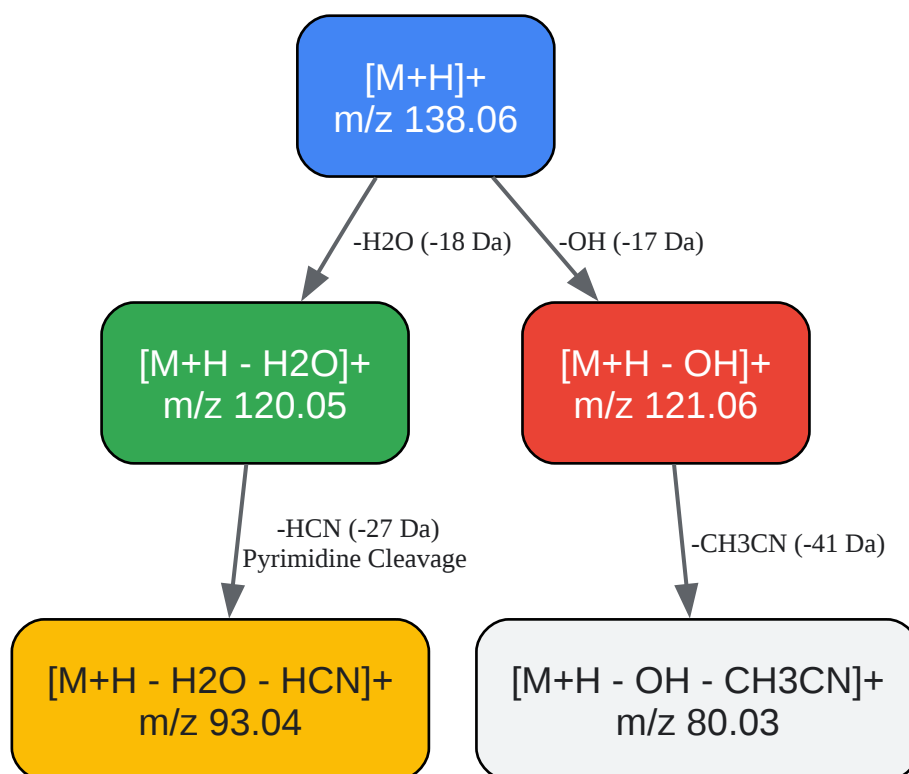 [M+H]+
m/z 138.06
-H2O (-18 Da)
-OH (-17 Da)
[M+H - H2O]+
m/z 120.05
[M+H - OH]+
m/z 121.06
-HCN (-27 Da)
Pyrimidine Cleavage
-CH3CN (-41 Da)
[M+H - H2O - HCN]+
m/z 93.04
[M+H - OH - CH3CN]+
m/z 80.03